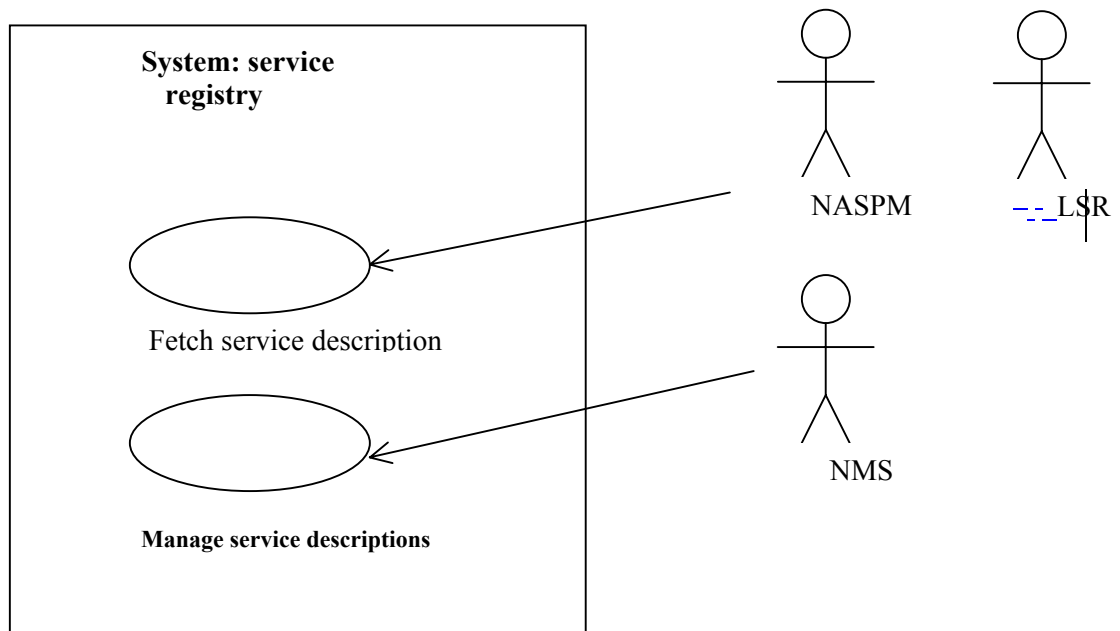 System: service
registry
NASPM
LSR
Fetch service description
NMS
Manage service descriptions